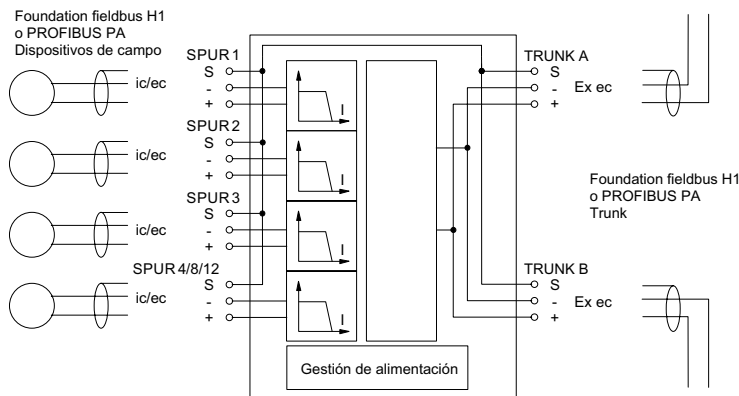 Foundation fieldbus H1
o PROFIBUS PA
Dispositivos de campo
ic/ec
SPUR 1
S
-
+
I
TRUNK A
S
-
+
Ex ec
ic/ec
SPUR 2
S
-
+
I
ic/ec
SPUR 3
S
-
+
I
Foundation fieldbus H1
o PROFIBUS PA
Trunk
ic/ec
SPUR 4/8/12
S
-
+
I
TRUNK B
S
-
+
Ex ec
Gestión de alimentación